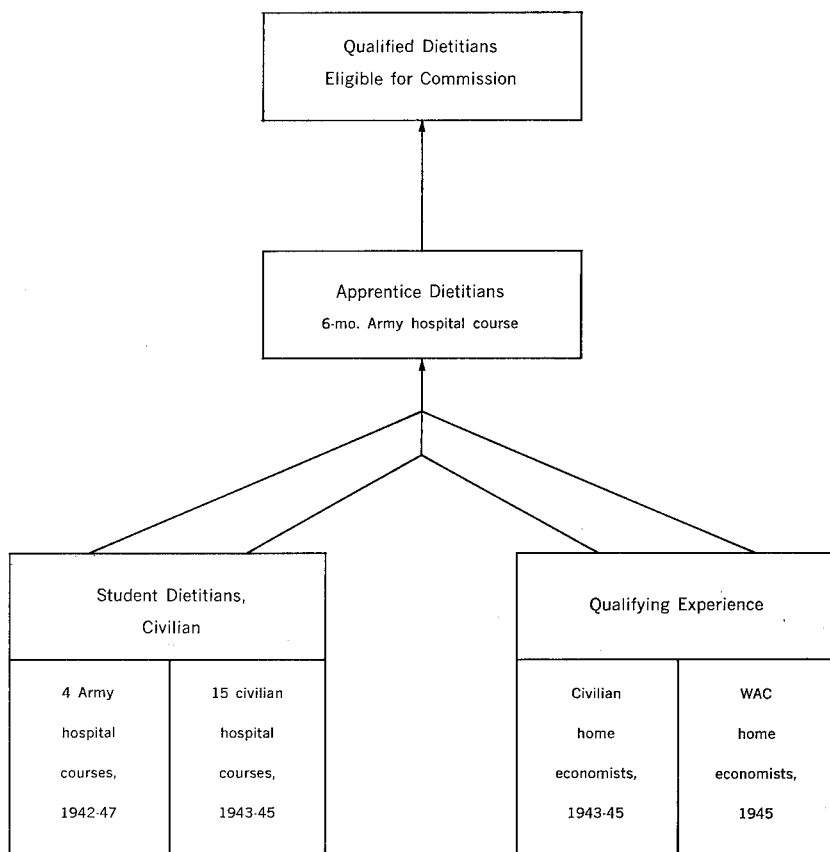 Qualified Dietitians
Eligible for Commission
Apprentice Dietitians
6-mo. Army hospital course
Student Dietitians,
Civilian
4 Army
hospital
courses,
1942-47
15 civilian
hospital
courses,
1943-45
Qualifying Experience
Civilian
home
economists,
1943-45
WAC
home
economists,
1945